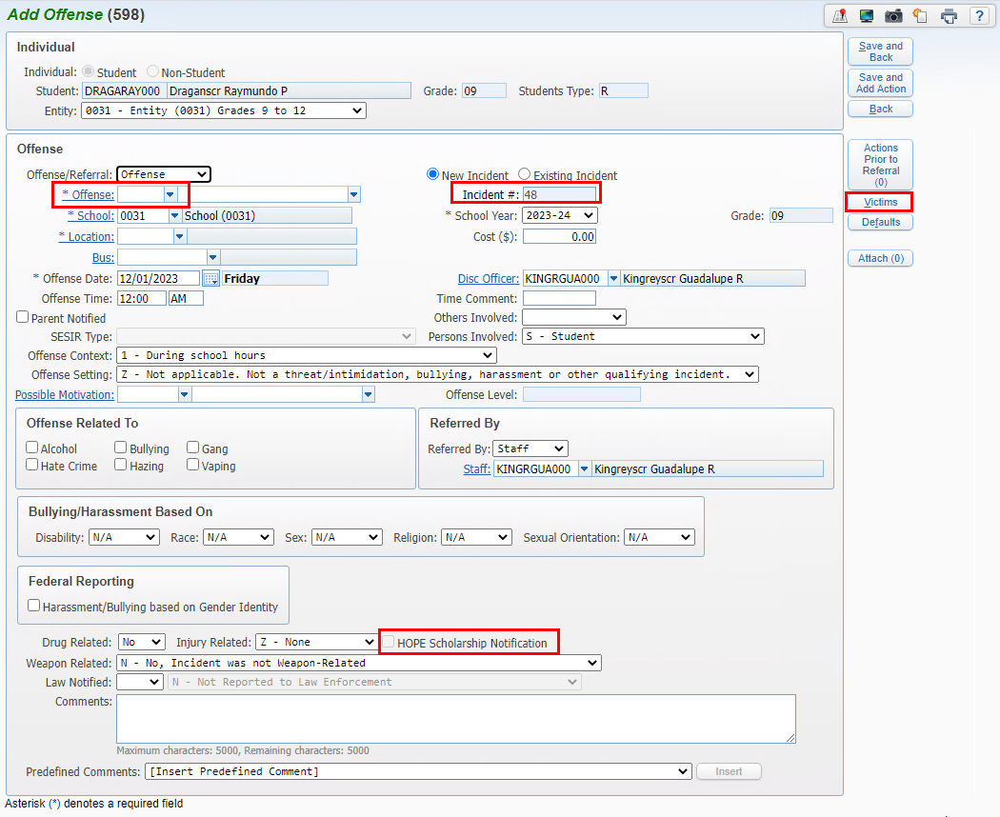 Add Offense (598)
?
Individual
Individual: Student Non-Student
Student: DRAGARAY000 Draganscr Raymundo P Grade: 09 Students Type: R
Entity: 0031 - Entity (0031) Grades 9 to 12
Save and Back
Save and Add Action
Back
Offense
Offense/Referral: Offense New Incident Existing Incident
* Offense: Incident #: 48
* School: 0031 School (0031) * School Year: 2023-24 Grade: 09
* Location: Cost ($): 0.00
Bus:
* Offense Date: 12/01/2023 Friday Disc Officer: KINGRGUA000 Kingreyscr Guadalupe R
Offense Time: 12:00 AM Time Comment:
Parent Notified Others Involved:
SESIR Type: Persons Involved: S - Student
Offense Context: 1 - During school hours
Offense Setting: Z - Not applicable. Not a threat/intimidation, bullying, harassment or other qualifying incident.
Possible Motivation: Offense Level:
Actions Prior to Referral (0)
Victims
Defaults
Attach (0)
Offense Related To
Alcohol Bullying Gang
Hate Crime Hazing Vaping
Referred By
Referred By: Staff
Staff: KINGRGUA000 Kingreyscr Guadalupe R
Bullying/Harassment Based On
Disability: N/A Race: N/A Sex: N/A Religion: N/A Sexual Orientation: N/A
Federal Reporting
Harassment/Bullying based on Gender Identity
Drug Related: No Injury Related: Z - None HOPE Scholarship Notification
Weapon Related: N - No, Incident was not Weapon-Related
Law Notified: N - Not Reported to Law Enforcement
Comments:
Maximum characters: 5000, Remaining characters: 5000
Predefined Comments: [Insert Predefined Comment] Insert
Asterisk (*) denotes a required field